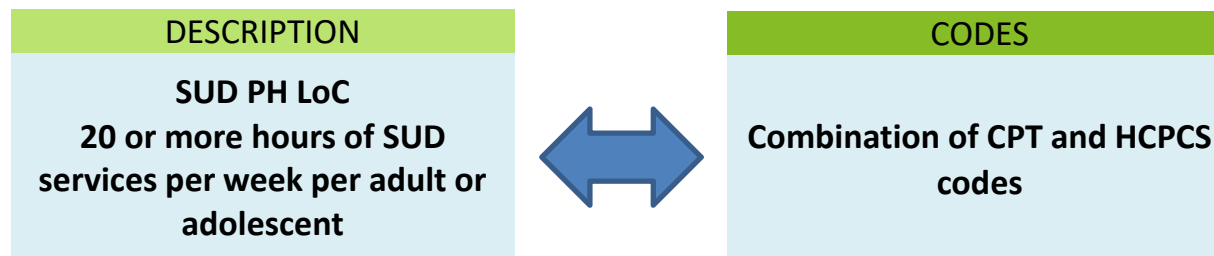 DESCRIPTION
SUD PH LoC
20 or more hours of SUD
services per week per adult or
adolescent
CODES
Combination of CPT and HCPCS
codes